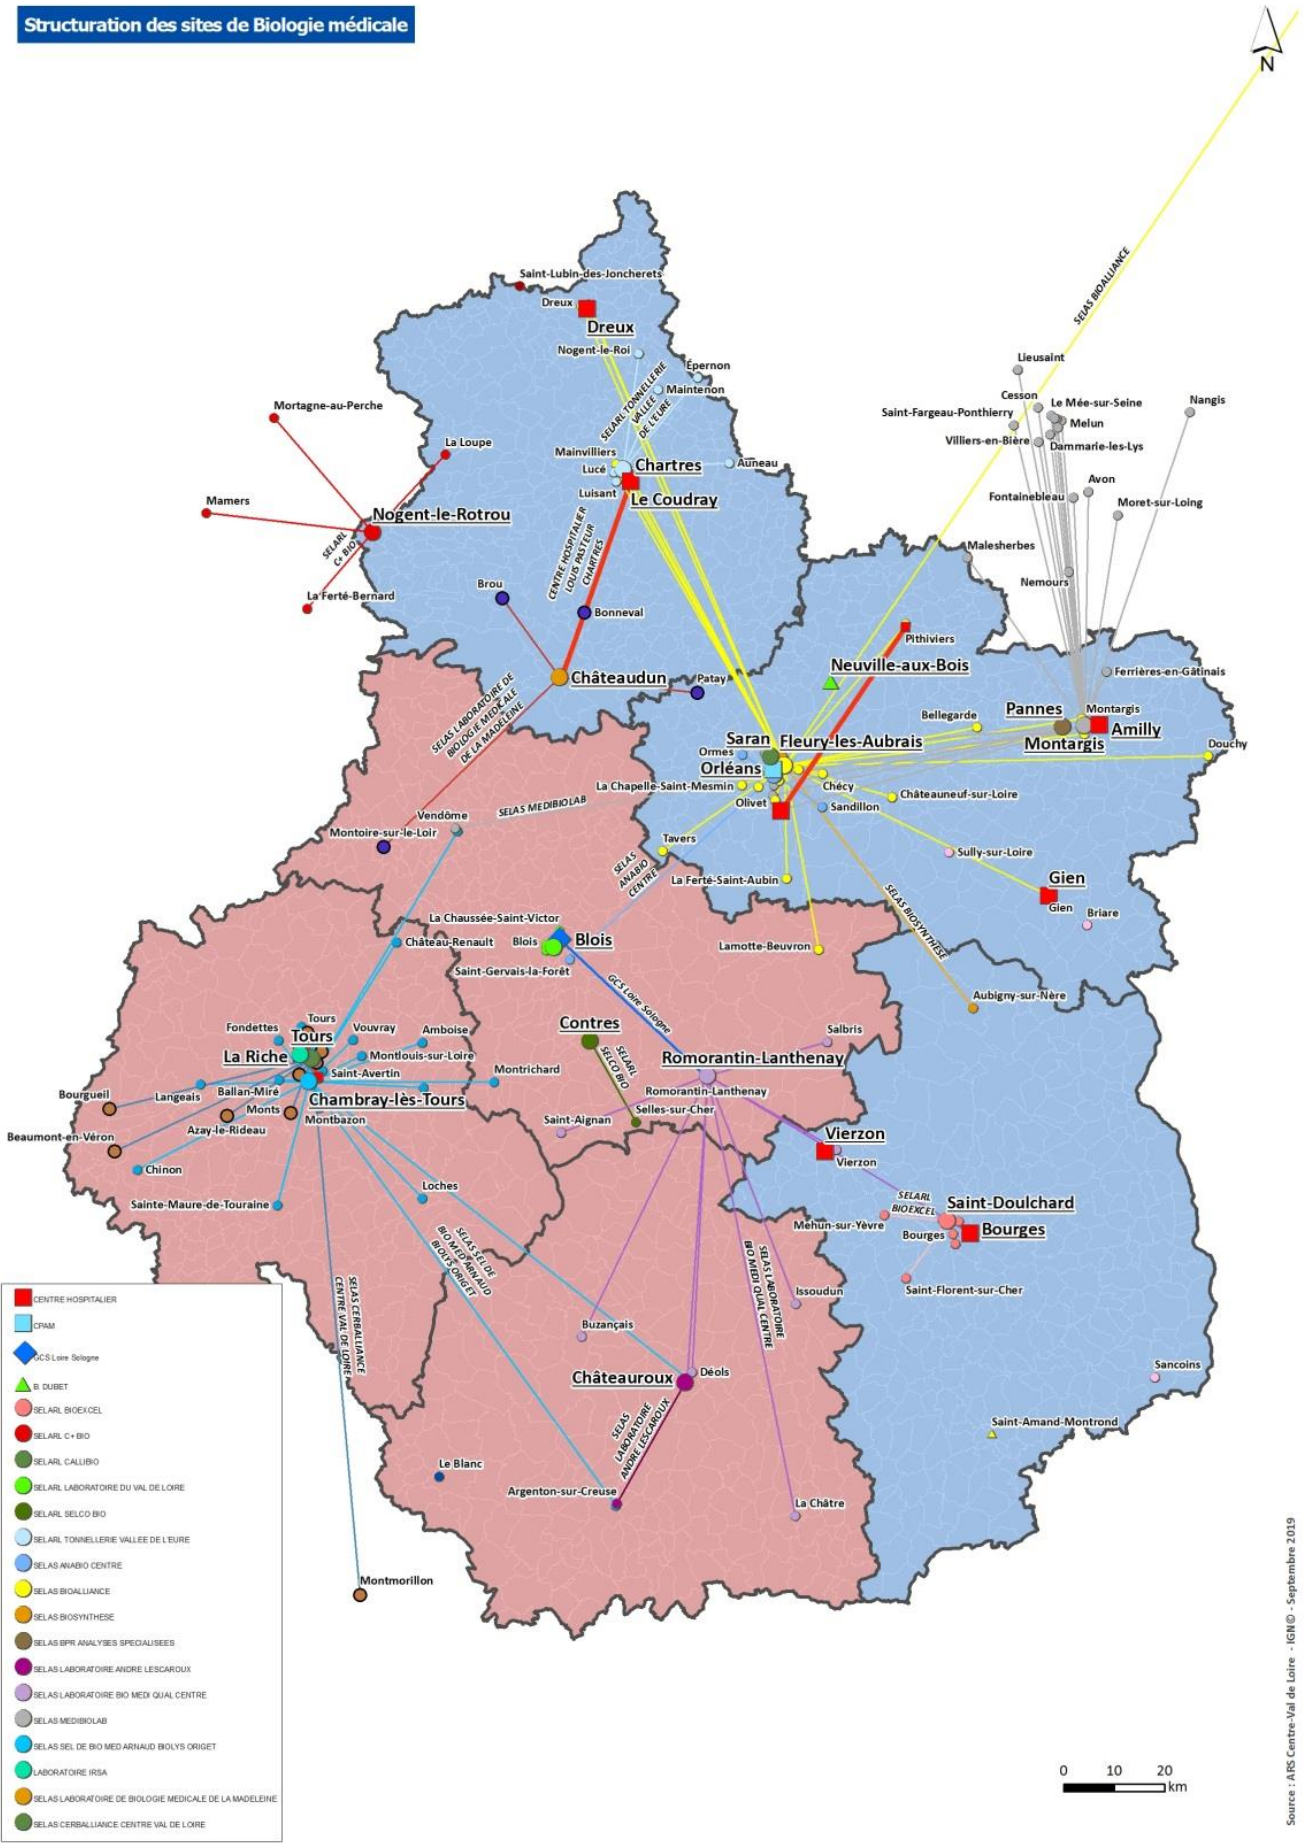 Structuration des sites de Biologie médicale
N
SELAS BIOALLIANCE
Saint-Lubin-des-Joncherets
Dreux
Dreux
Nogent-le-Roi
Épernon
Maintenon
SELARL TONNELLERIE
VALLEE
DE L'EURE
Lieusaint
Cesson
Le Mée-sur-Seine
Nangis
Saint-Fargeau-Ponthierry
Melun
Villiers-en-Bière
Dammarie-les-Lys
Mortagne-au-Perche
La Loupe
Mainvilliers
Lucé
Chartres
Auneau
Luisant
Le Coudray
Avon
Fontainebleau
Moret-sur-Loing
Mamers
Nogent-le-Rotrou
SELARL
C+ BIO
CENTRE HOSPITALIER
LOUIS PASTEUR
CHARTRES
Malesherbes
Nemours
La Ferté-Bernard
Brou
Bonneval
Pithiviers
Neuville-aux-Bois
Ferrières-en-Gâtinais
Châteaudun
Patay
SELAS LABORATOIRE DE
BIOLOGIE MEDICALE
DE LA MADELEINE
Bellegarde
Pannes
Montargis
Amilly
Montargis
Douchy
Saran
Fleury-les-Aubrais
Ormes
Orléans
La Chapelle-Saint-Mesmin
Chécy
Châteauneuf-sur-Loire
Olivet
Sandillon
SELAS MEDIBIOLAB
Vendôme
Montoire-sur-le-Loir
Tavers
SELAS
ANABIO
CENTRE
La Ferté-Saint-Aubin
Sully-sur-Loire
Gien
Gien
Briare
SELAS BIOSYNTHESE
La Chaussée-Saint-Victor
Blois
Blois
Château-Renault
Saint-Gervais-la-Forêt
Lamotte-Beuvron
GCS Loire Sologne
Aubigny-sur-Nère
Tours
Fondettes
Tours
Vouvray
Amboise
La Riche
Montlouis-sur-Loire
Saint-Avertin
Contres
SELARL
SELCO BIO
Salbris
Romorantin-Lanthenay
Romorantin-Lanthenay
Montrichard
Bourgueil
Langeais
Ballan-Miré
Chambray-lès-Tours
Monts
Montbazon
Azay-le-Rideau
Beaumont-en-Véron
Chinon
Sainte-Maure-de-Touraine
Loches
Saint-Aignan
Selles-sur-Cher
Vierzon
Vierzon
SELARL
BIOEXCEL
Saint-Doulchard
Mehun-sur-Yèvre
Bourges
Bourges
Saint-Florent-sur-Cher
SELAS SEL DE
BIO MED ARNAUD
BIOLYS ORIGET
SELAS LABORATOIRE
BIO MEDI QUAL CENTRE
Issoudun
Buzançais
SELAS CERBALLIANCE
CENTRE VAL DE LOIRE
Châteauroux
Déols
Sancoins
SELAS
LABORATOIRE
ANDRE LESCAROUX
Saint-Amand-Montrond
Le Blanc
Argenton-sur-Creuse
La Châtre
Montmorillon
CENTRE HOSPITALIER
CPAM
GCS Loire Sologne
B. DUBET
SELARL BIOEXCEL
SELARL C+ BIO
SELARL CALLIBIO
SELARL LABORATOIRE DU VAL DE LOIRE
SELARL SELCO BIO
SELARL TONNELLERIE VALLEE DE L'EURE
SELAS ANABIO CENTRE
SELAS BIOALLIANCE
SELAS BIOSYNTHESE
SELAS BPR ANALYSES SPECIALISEES
SELAS LABORATOIRE ANDRE LESCAROUX
SELAS LABORATOIRE BIO MEDI QUAL CENTRE
SELAS MEDIBIOLAB
SELAS SEL DE BIO MED ARNAUD BIOLYS ORIGET
LABORATOIRE IRSA
SELAS LABORATOIRE DE BIOLOGIE MEDICALE DE LA MADELEINE
SELAS CERBALLIANCE CENTRE VAL DE LOIRE
0 10 20
km
Source : ARS Centre-Val de Loire - IGN© - Septembre 2019